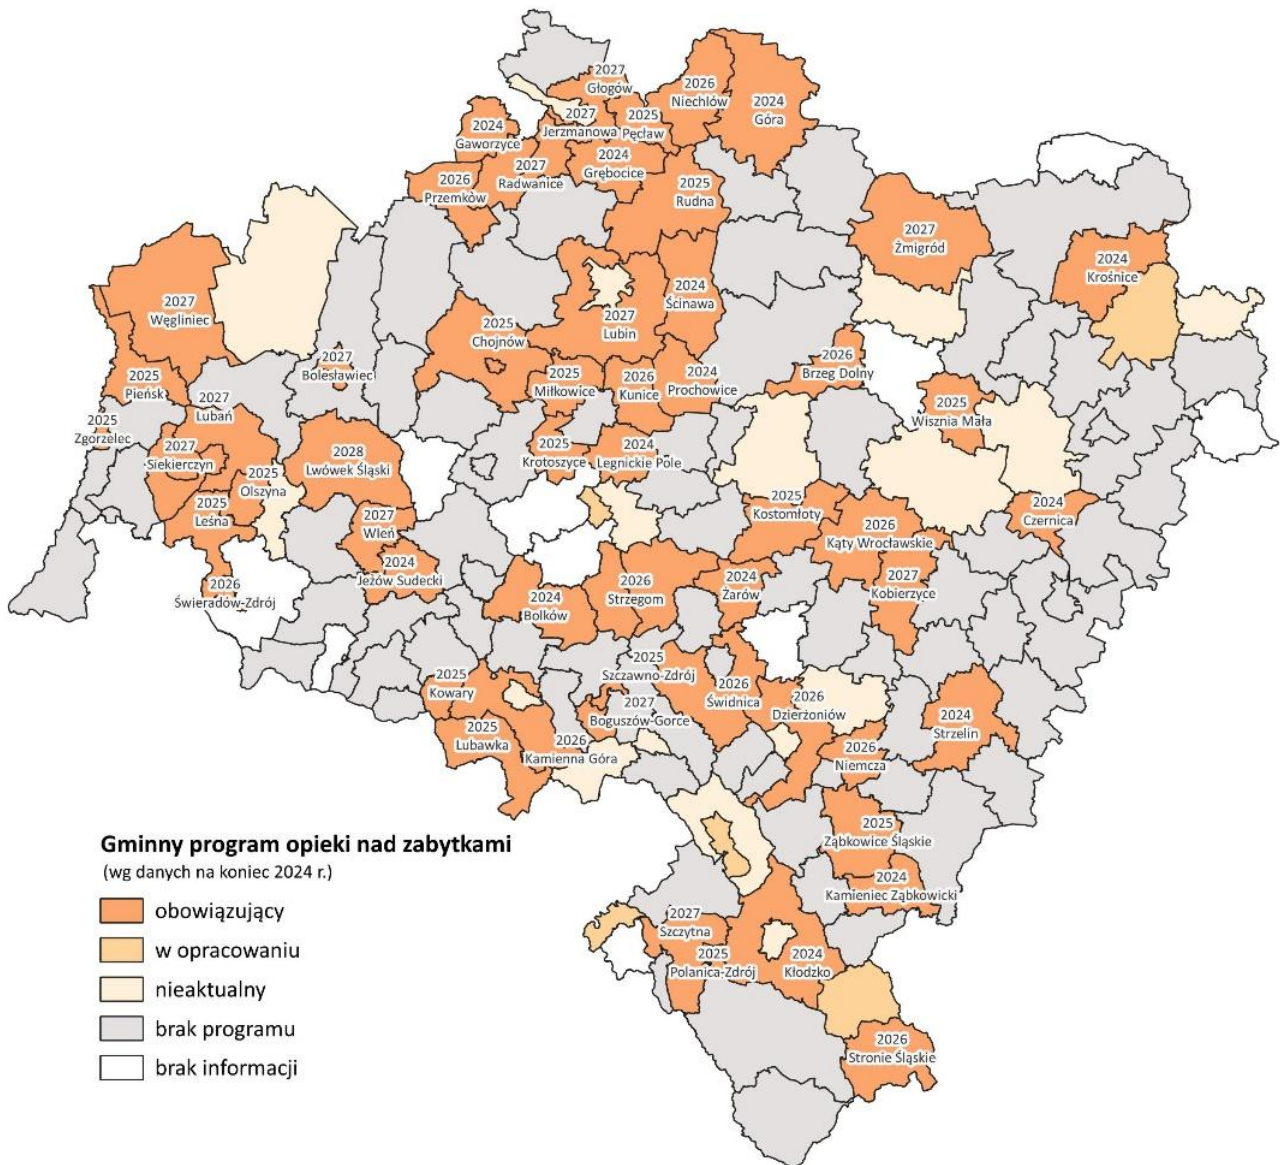 2027
Głogów
2026
Niechlów
2024
Góra
2024
Gaworzyce
2027
Jerzmanowa
2025
Pęcław
2024
Grębocice
2027
Radwanice
2026
Przemków
2025
Rudna
2027
Żmigród
2024
Krośnice
2027
Węgliniec
2024
Ścinawa
2025
Chojnów
2027
Lubin
2027
Bolesławiec
2026
Brzeg Dolny
2025
Pieńsk
2025
Miłkowice
2026
Kunice
2024
Prochowice
2027
Lubań
2025
Wisznia Mała
2025
Zgorzelec
2027
Siekierczyn
2028
Lwówek Śląski
2025
Krotoszyce
2024
Legnickie Pole
2025
Olszyna
2025
Leśna
2027
Wleń
2025
Kostomłoty
2026
Kąty Wrocławskie
2024
Czernica
2026
Świeradów-Zdrój
2024
Jeżów Sudecki
2024
Bolków
2026
Strzegom
2024
Żarów
2027
Kobierzyce
2025
Kowary
2025
Szczawno-Zdrój
2026
Świdnica
2026
Dzierżoniów
2027
Boguszów-Gorce
2025
Lubawka
2026
Kamienna Góra
2026
Niemcza
2024
Strzelin
2025
Ząbkowice Śląskie
2024
Kamieniec Ząbkowicki
2027
Szczytna
2025
Polanica-Zdrój
2024
Kłodzko
2026
Stronie Śląskie
Gminny program opieki nad zabytkami
(wg danych na koniec 2024 r.)
obowiązujący
w opracowaniu
nieaktualny
brak programu
brak informacji